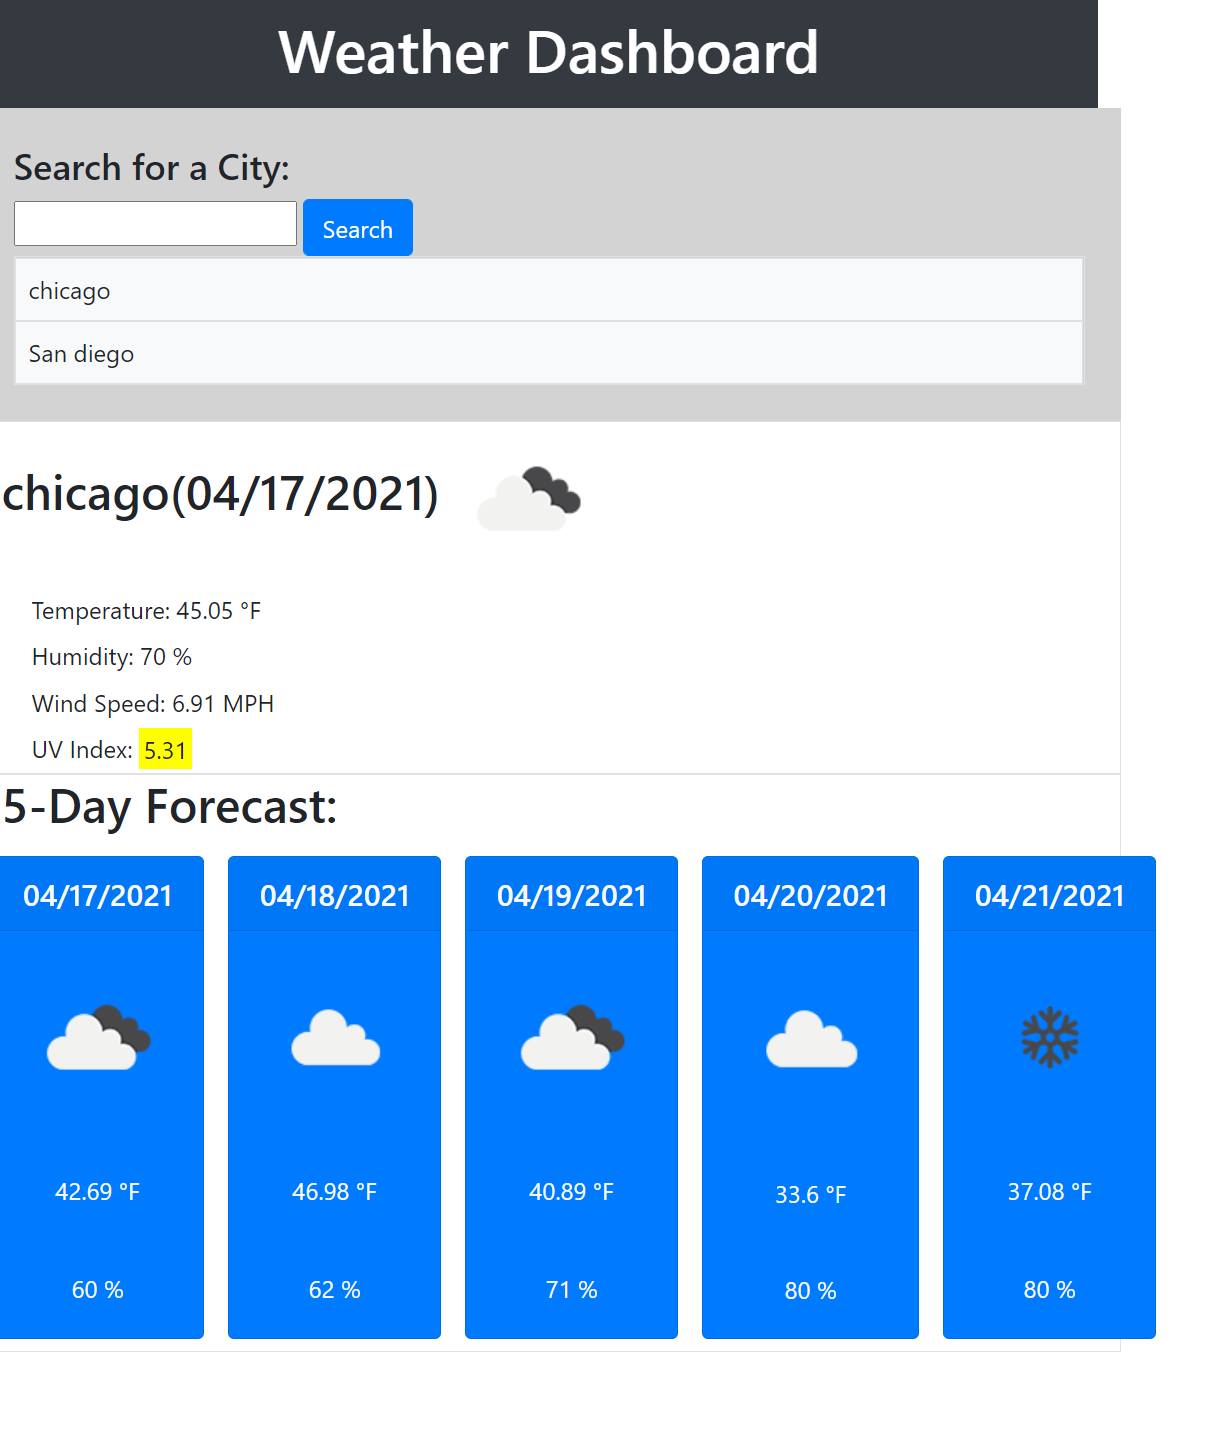 Weather Dashboard
Search for a City:
Search
chicago
San diego
chicago(04/17/2021)
Temperature: 45.05 °F
Humidity: 70 %
Wind Speed: 6.91 MPH
UV Index: 5.31
5-Day Forecast:
04/17/2021 04/18/2021 04/19/2021 04/20/2021 04/21/2021
42.69 °F 46.98 °F 40.89 °F 33.6 °F 37.08 °F
60 % 62 % 71 % 80 % 80 %